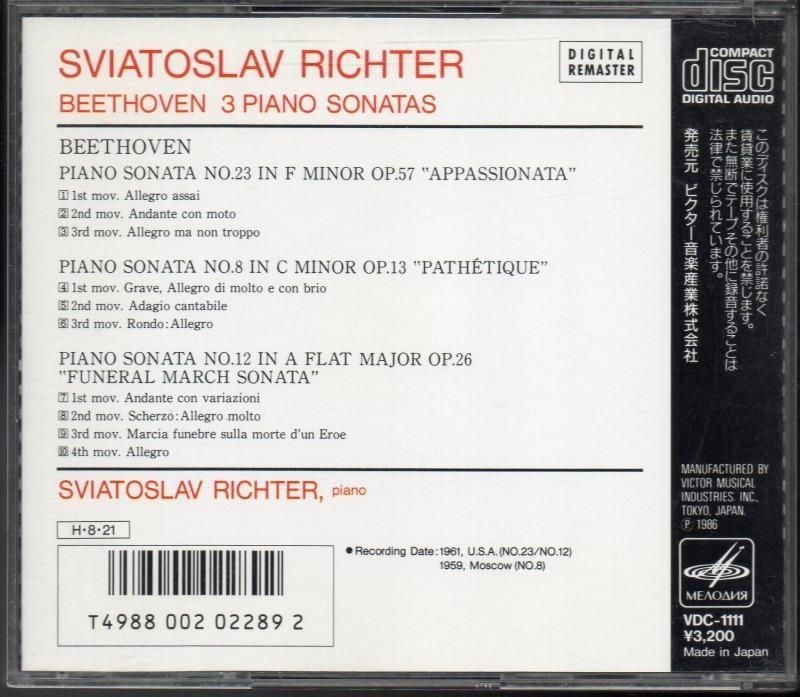 SVIATOSLAV RICHTER
BEETHOVEN 3 PIANO SONATAS
DIGITAL
REMASTER
BEETHOVEN
PIANO SONATA NO.23 IN F MINOR OP.57 "APPASSIONATA"
1 1st mov. Allegro assai
2 2nd mov. Andante con moto
3 3rd mov. Allegro ma non troppo
PIANO SONATA NO.8 IN C MINOR OP.13 "PATHÉTIQUE"
4 1st mov. Grave, Allegro di molto e con brio
5 2nd mov. Adagio cantabile
6 3rd mov. Rondo: Allegro
PIANO SONATA NO.12 IN A FLAT MAJOR OP.26
"FUNERAL MARCH SONATA"
7 1st mov. Andante con variazioni
8 2nd mov. Scherzo: Allegro molto
9 3rd mov. Marcia funebre sulla morte d'un Eroe
10 4th mov. Allegro
SVIATOSLAV RICHTER, piano
H・8・21
T4988 002 02289 2
●Recording Date: 1961, U.S.A. (NO.23/NO.12)
1959, Moscow (NO.8)
COMPACT
disc
DIGITAL AUDIO
このディスクは権利者の許諾なく
賃貸業に使用することを禁じます。
また無断でテープその他に録音することは
法律で禁じられています。
発売元 ビクター音楽産業株式会社
MANUFACTURED BY
VICTOR MUSICAL
INDUSTRIES. INC.,
TOKYO, JAPAN.
Ⓟ 1986
МЕЛОДИЯ
VDC-1111
¥3,200
Made in Japan